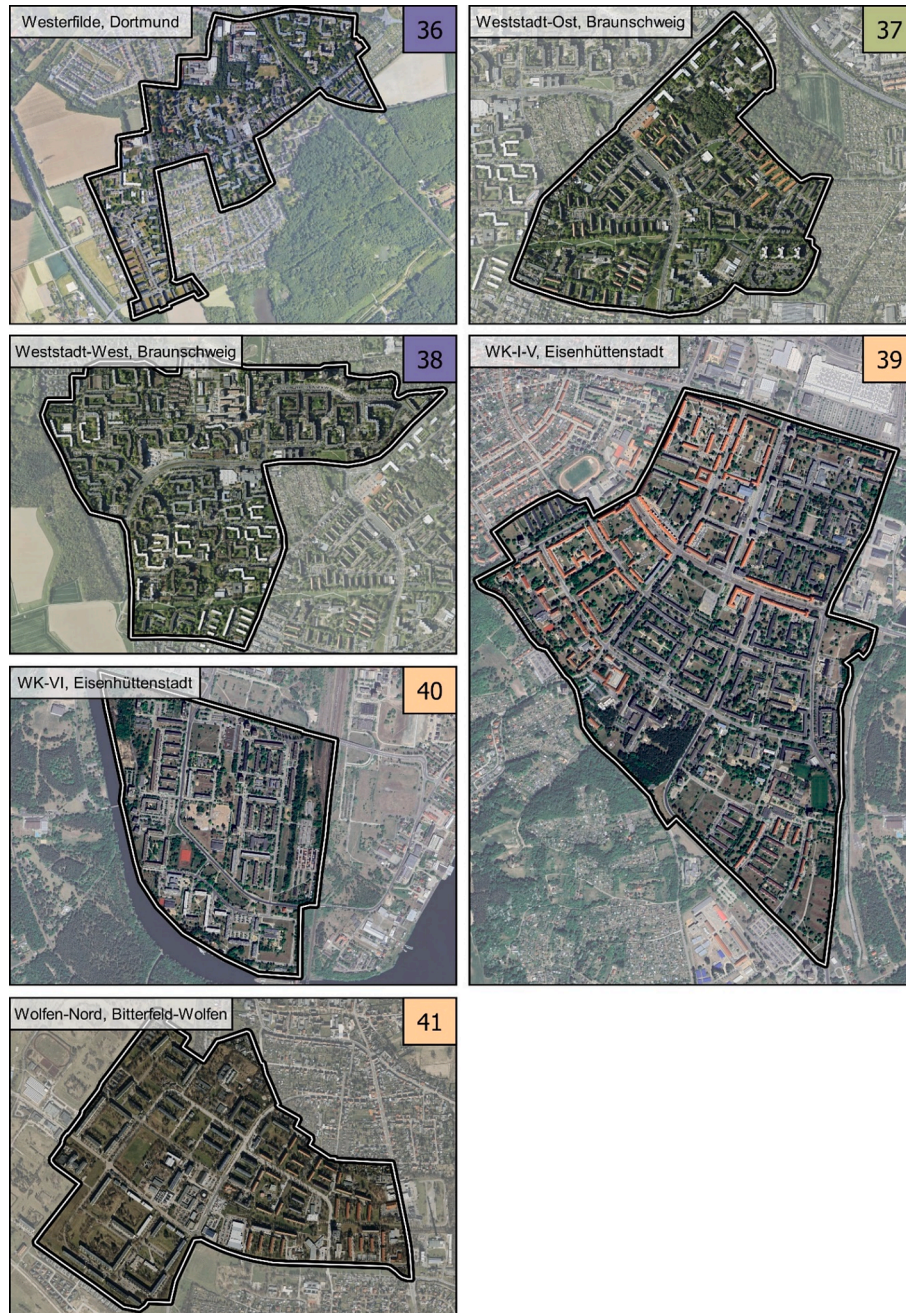 Westerfilde, Dortmund
36
Weststadt-Ost, Braunschweig
37
Weststadt-West, Braunschweig
38
WK-I-V, Eisenhüttenstadt
39
WK-VI, Eisenhüttenstadt
40
Wolfen-Nord, Bitterfeld-Wolfen
41